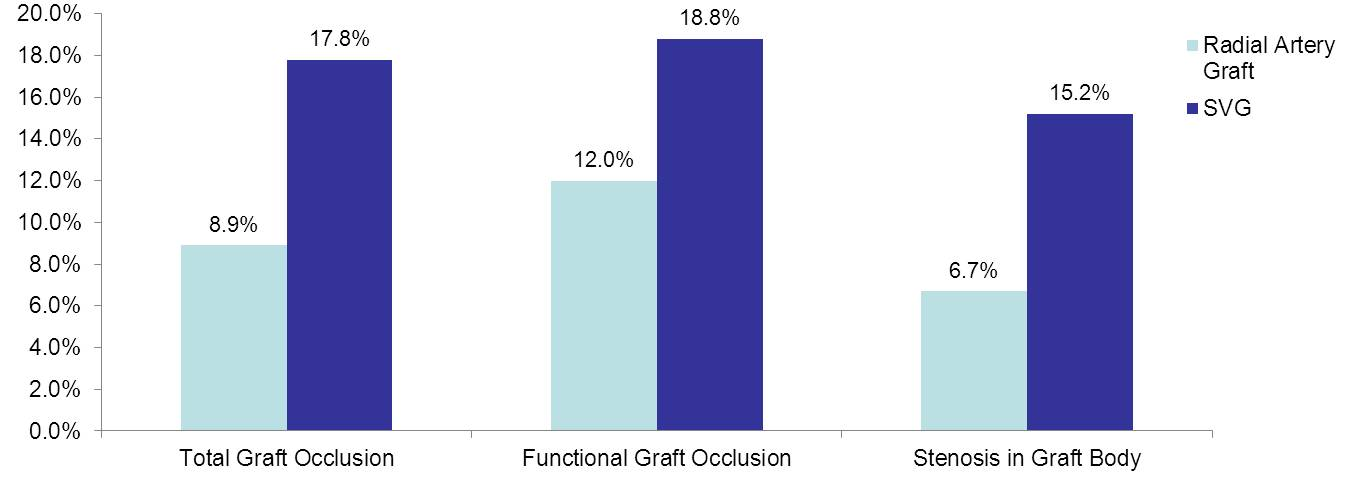 20.0%
18.0%
16.0%
14.0%
12.0%
10.0%
8.0%
6.0%
4.0%
2.0%
0.0%
8.9%
17.8%
12.0%
18.8%
6.7%
15.2%
Total Graft Occlusion
Functional Graft Occlusion
Stenosis in Graft Body
Radial Artery
Graft
SVG